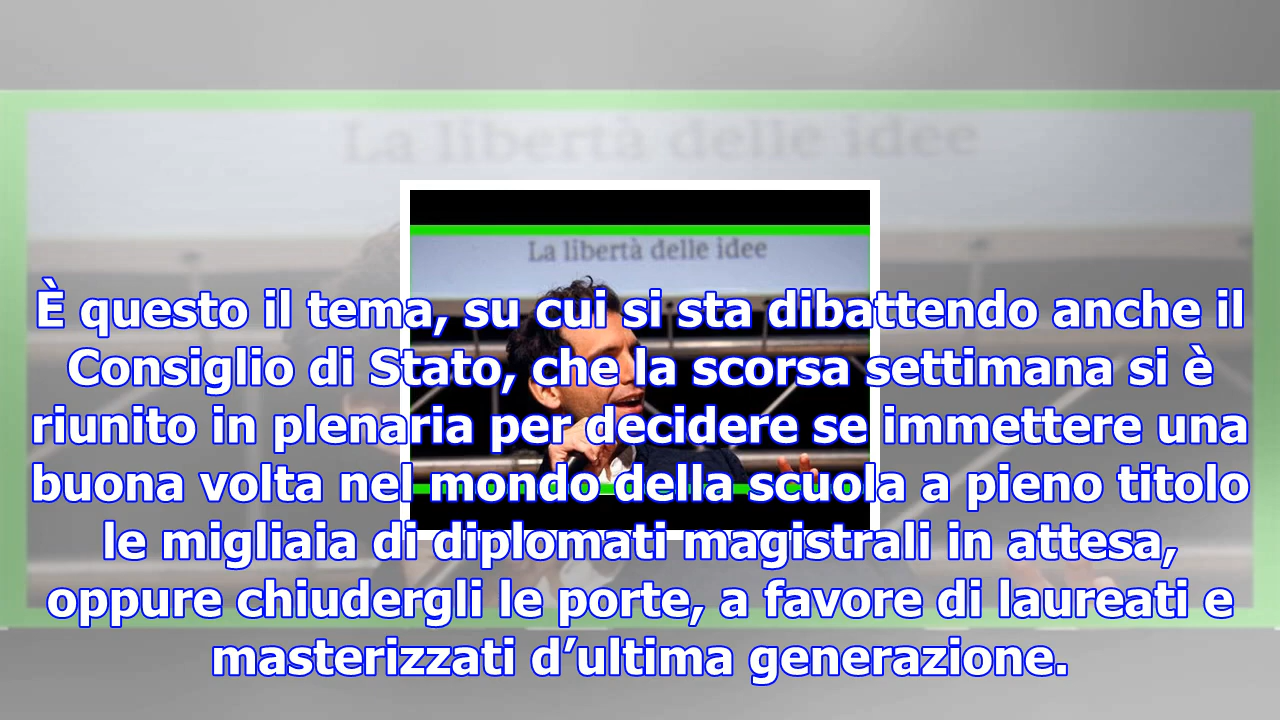 La libertà delle idee
La libertà delle idee
È questo il tema, su cui si sta dibattendo anche il
Consiglio di Stato, che la scorsa settimana si è
riunito in plenaria per decidere se immettere una
buona volta nel mondo della scuola a pieno titolo
le migliaia di diplomati magistrali in attesa,
oppure chiudergli le porte, a favore di laureati e
masterizzati d’ultima generazione.